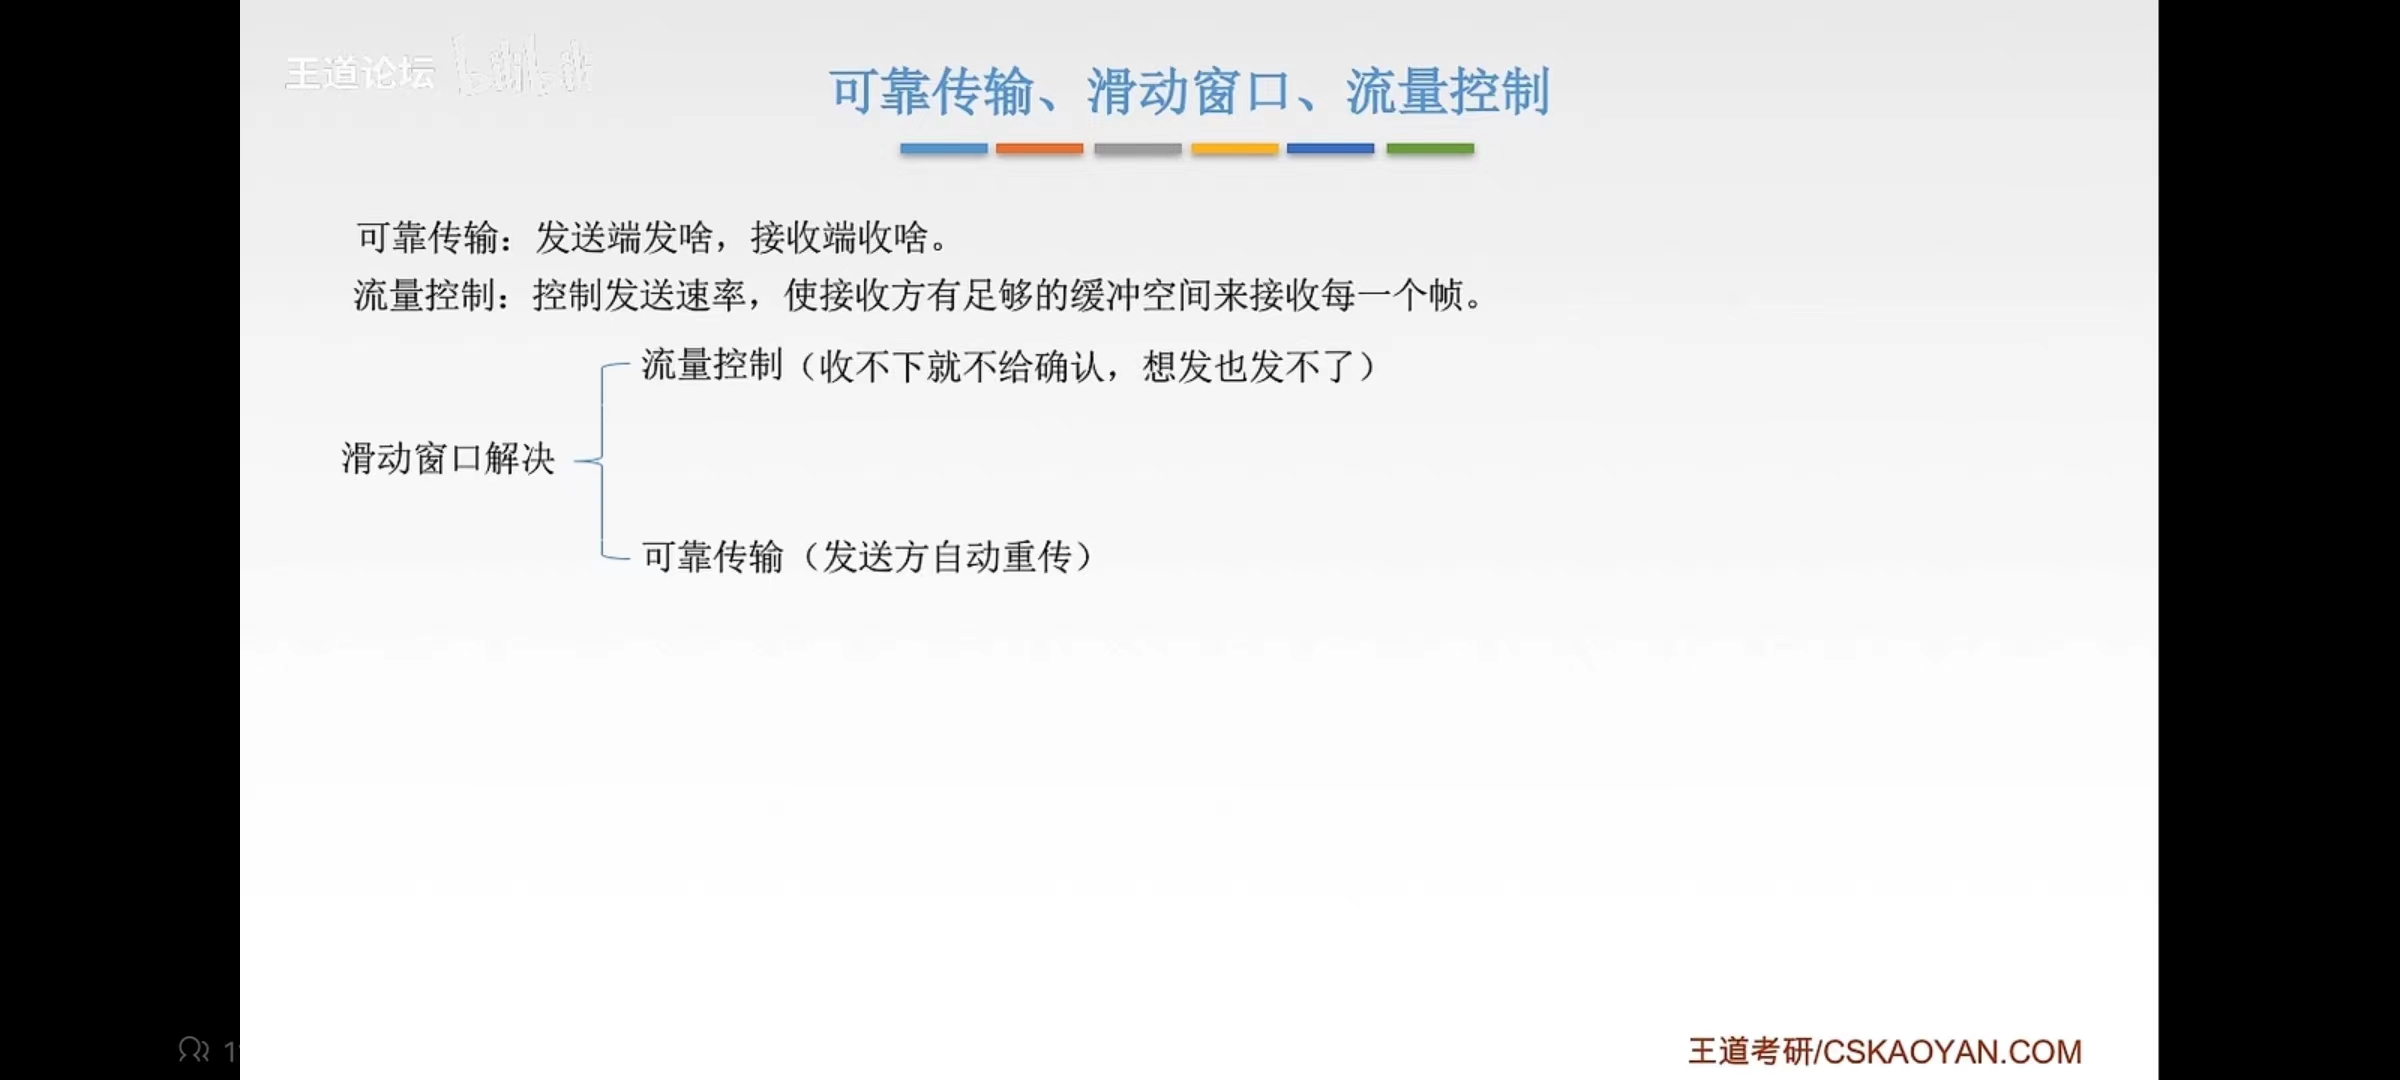 王道论坛 bilibili
可靠传输、滑动窗口、流量控制
可靠传输：发送端发啥，接收端收啥。
流量控制：控制发送速率，使接收方有足够的缓冲空间来接收每一个帧。
流量控制（收不下就不给确认，想发也发不了）
滑动窗口解决
可靠传输（发送方自动重传）
王道考研/CSKAOYAN.COM